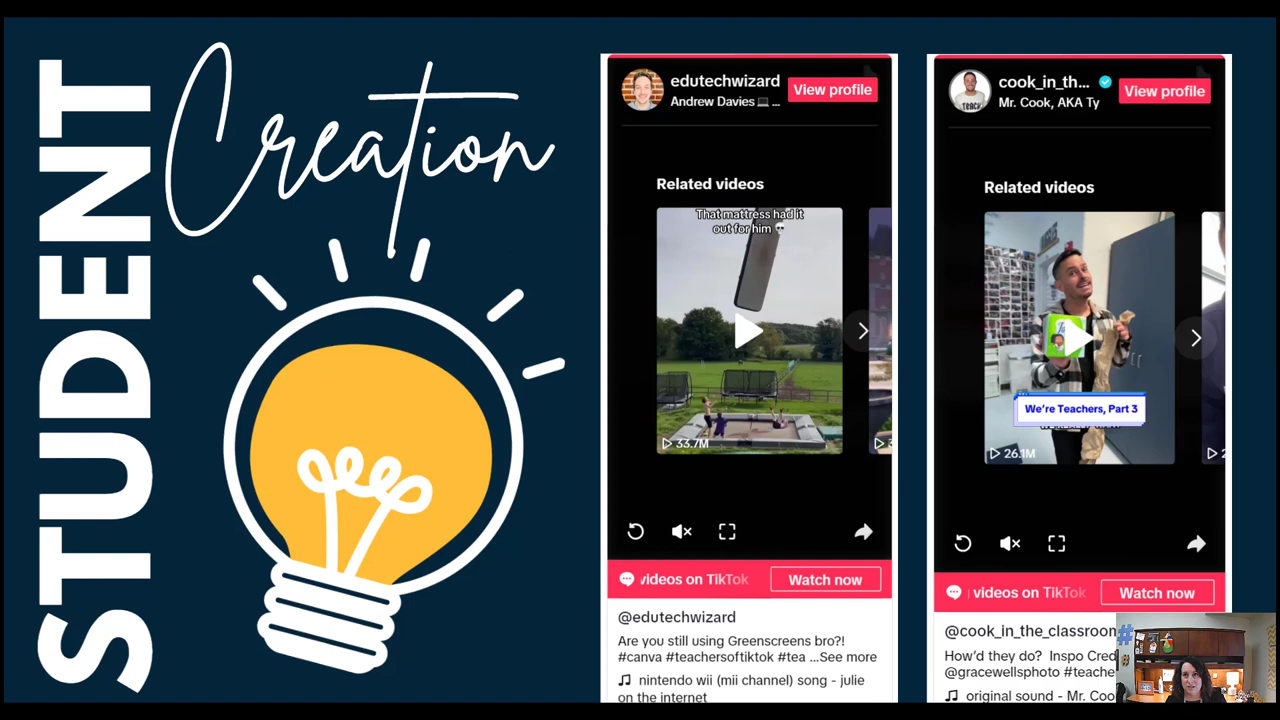 STUDENT
Creation
edutechwizard
Andrew Davies 💻 ...
View profile
Related videos
That mattress had it
out for him 💀
33.7M
videos on TikTok
Watch now
@edutechwizard
Are you still using Greenscreens bro?!
#canva #teachersoftiktok #tea ...See more
nintendo wii (mii channel) song - julie
on the internet
cook_in_th...
Mr. Cook, AKA Ty
View profile
Related videos
TEACH
We're Teachers, Part 3
26.1M
videos on TikTok
Watch now
@cook_in_the_classroom
How'd they do? Inspo Cred
@gracewellsphoto #teache
original sound - Mr. Coo
#